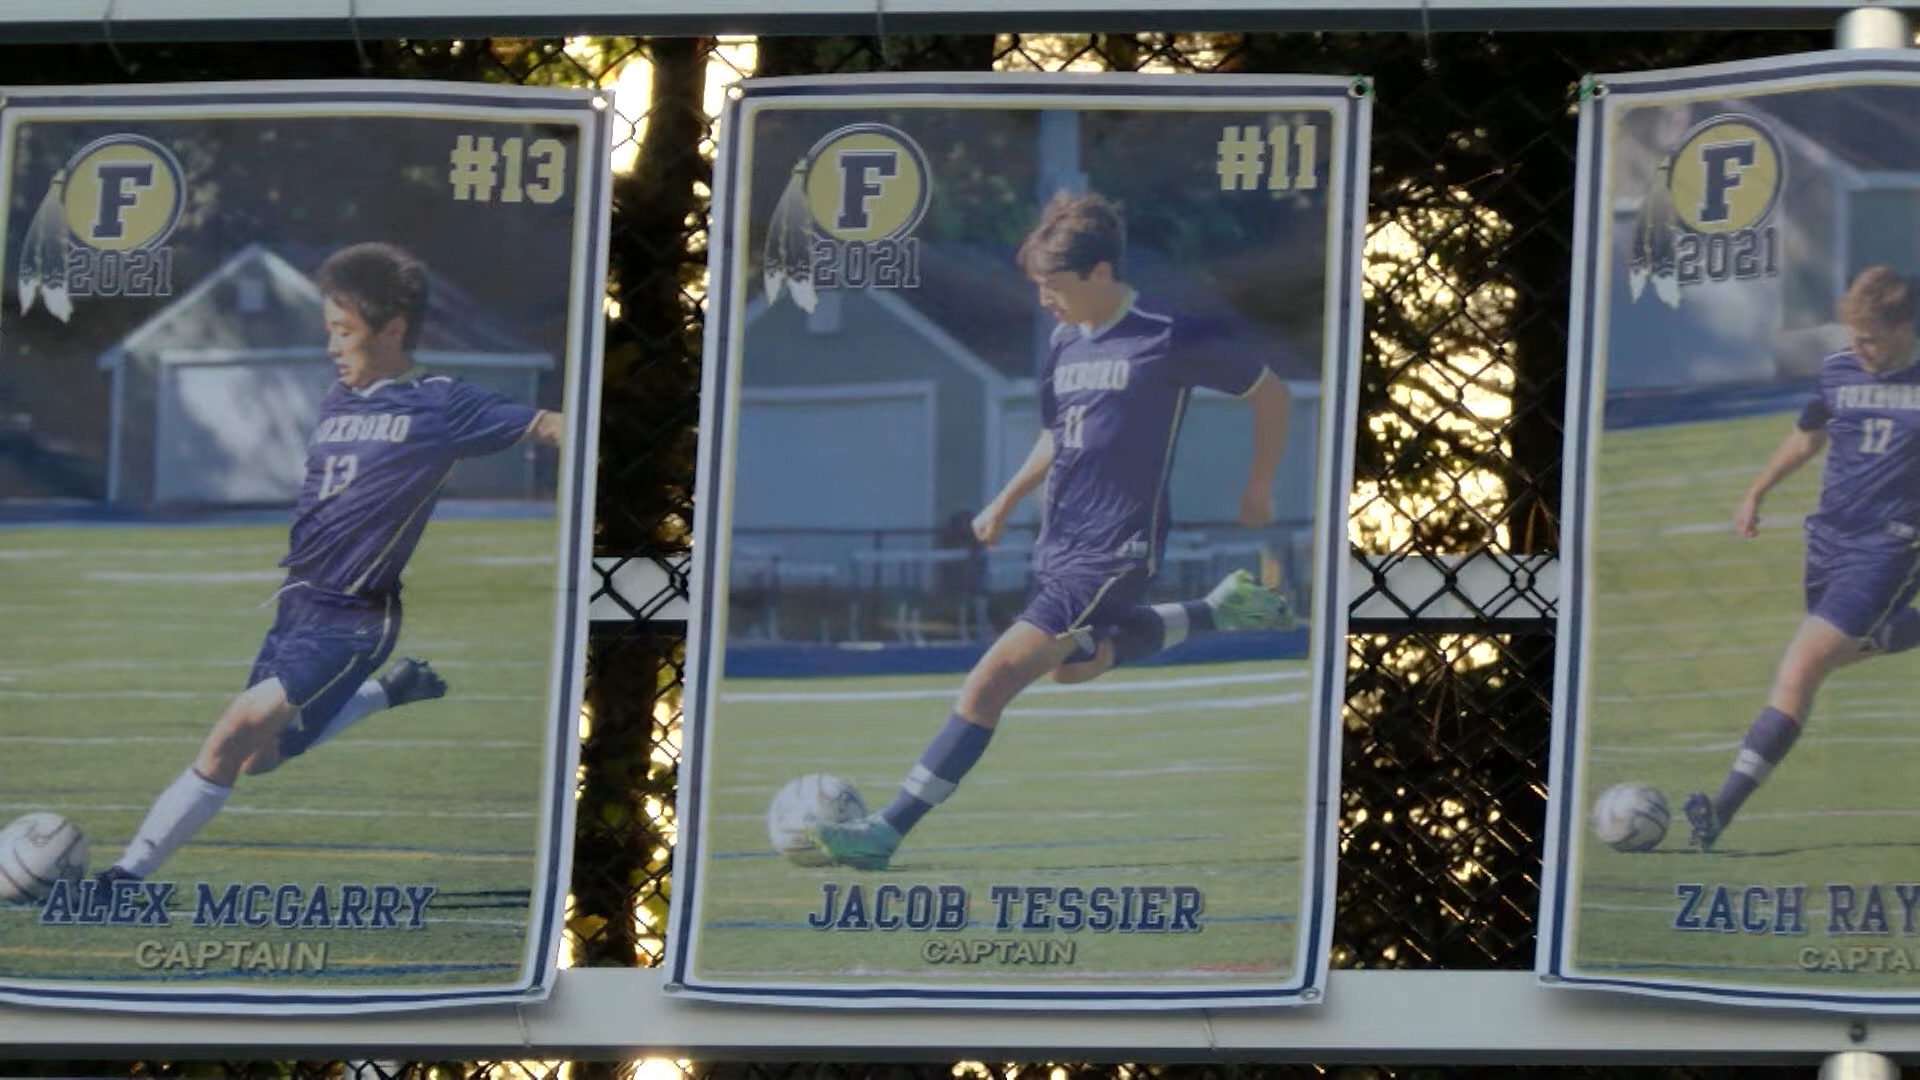 F
2021
#13
FOXBORO
13
ALEX MCGARRY
CAPTAIN
F
2021
#11
OXBORO
11
JACOB TESSIER
CAPTAIN
F
2021
FOXBORO
17
ZACH RAY
CAPTA